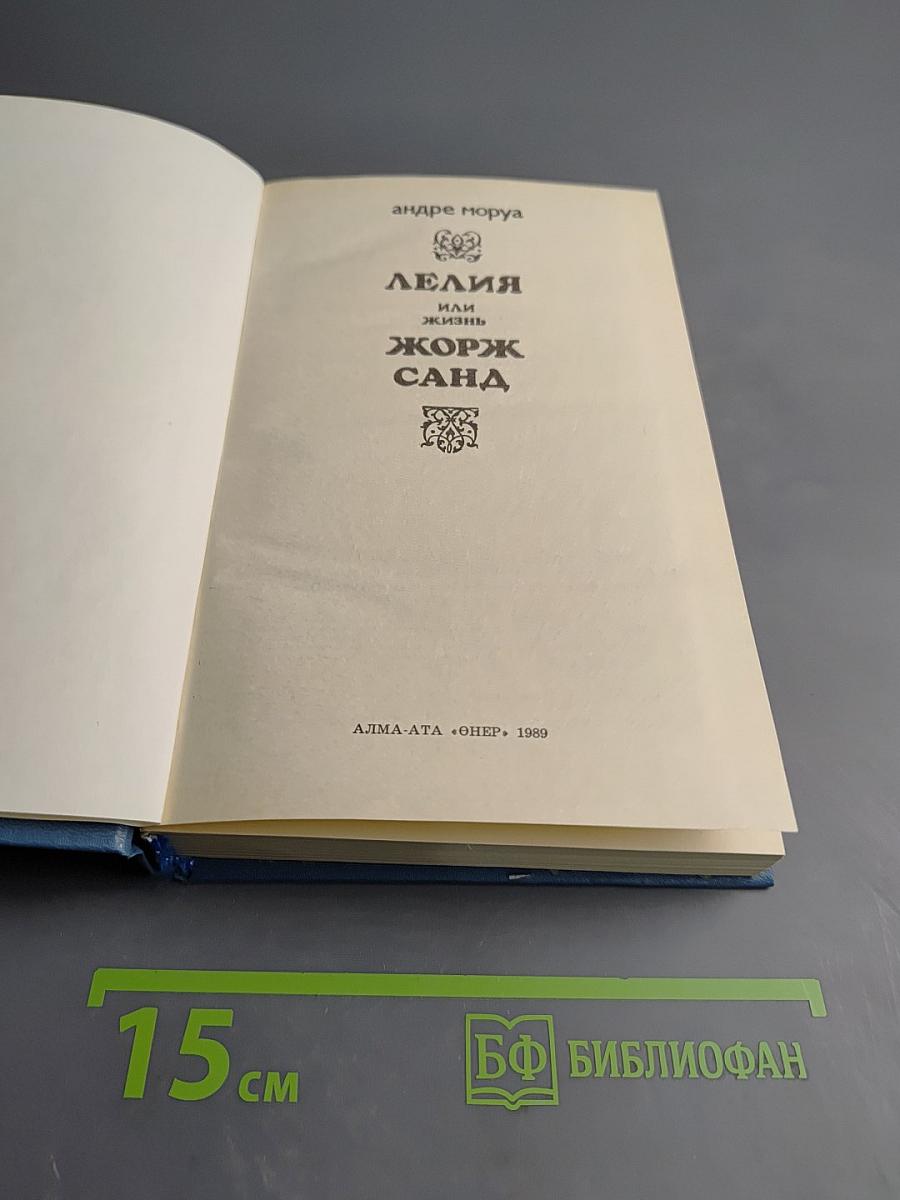 андре моруа
ЛЕЛИЯ
ИЛИ
ЖИЗНЬ
ЖОРЖ
САНД
АЛМА-АТА «ӨНЕР» 1989
15 см
БФ БИБЛИОФАН